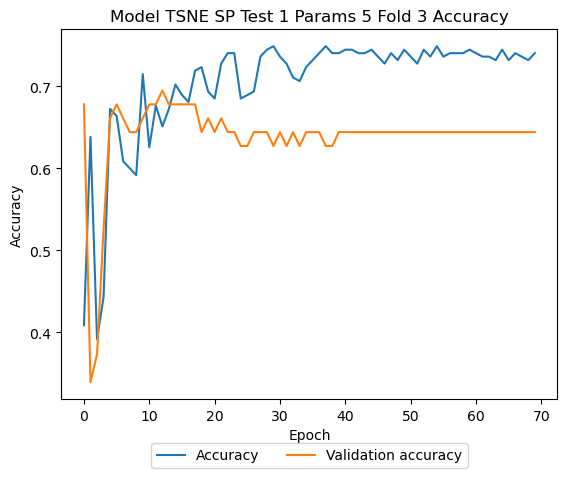 Model TSNE SP Test 1 Params 5 Fold 3 Accuracy
0.7
0.6
0.5
0.4
Accuracy
0 10 20 30 40 50 60 70
Epoch
Accuracy Validation accuracy